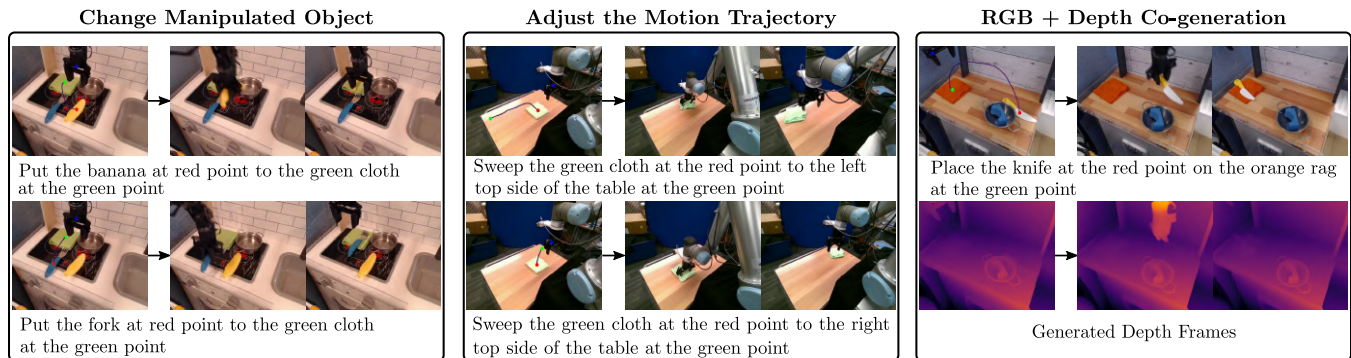 Change Manipulated Object
Put the banana at red point to the green cloth
at the green point
Put the fork at red point to the green cloth
at the green point
Adjust the Motion Trajectory
Sweep the green cloth at the red point to the left
top side of the table at the green point
Sweep the green cloth at the red point to the right
top side of the table at the green point
RGB + Depth Co-generation
Place the knife at the red point on the orange rag
at the green point
Generated Depth Frames